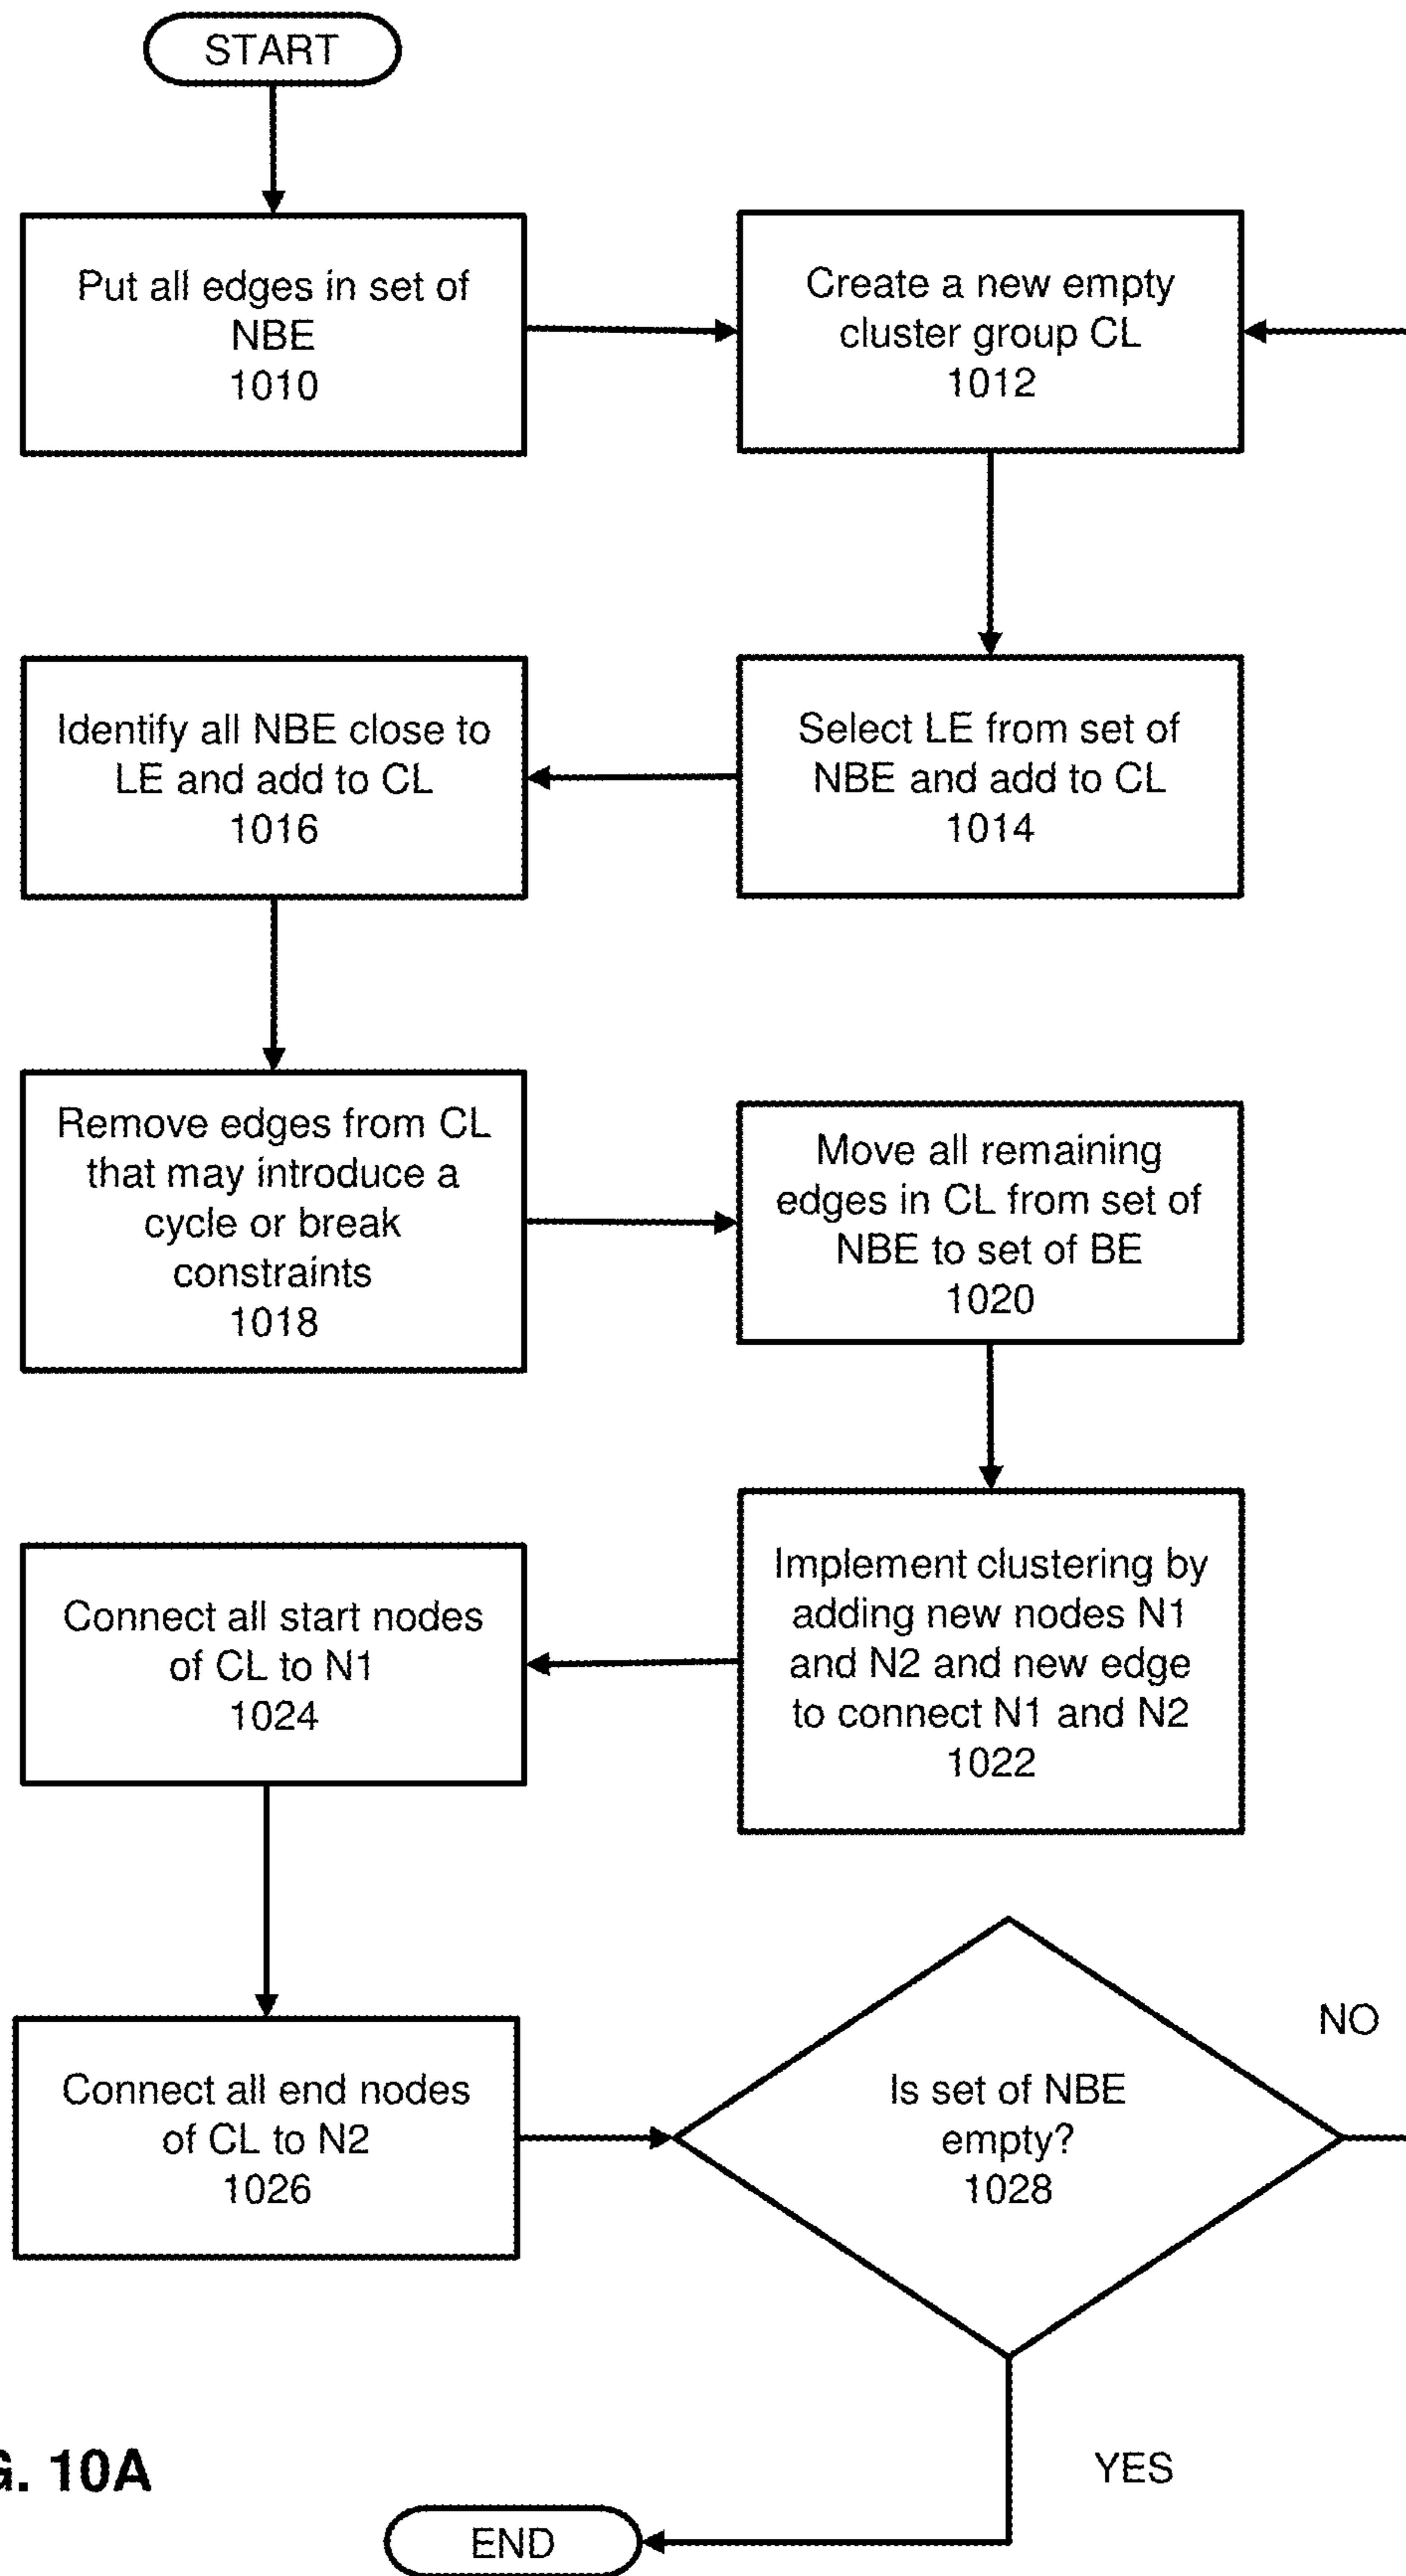 START
Put all edges in set of
NBE
1010
Create a new empty
cluster group CL
1012
Select LE from set of
NBE and add to CL
1014
Identify all NBE close to
LE and add to CL
1016
Remove edges from CL
that may introduce a
cycle or break
constraints
1018
Move all remaining
edges in CL from set of
NBE to set of BE
1020
Implement clustering by
adding new nodes N1
and N2 and new edge
to connect N1 and N2
1022
Connect all start nodes
of CL to N1
1024
Connect all end nodes
of CL to N2
1026
Is set of NBE
empty?
1028
NO
YES
END
G. 10A